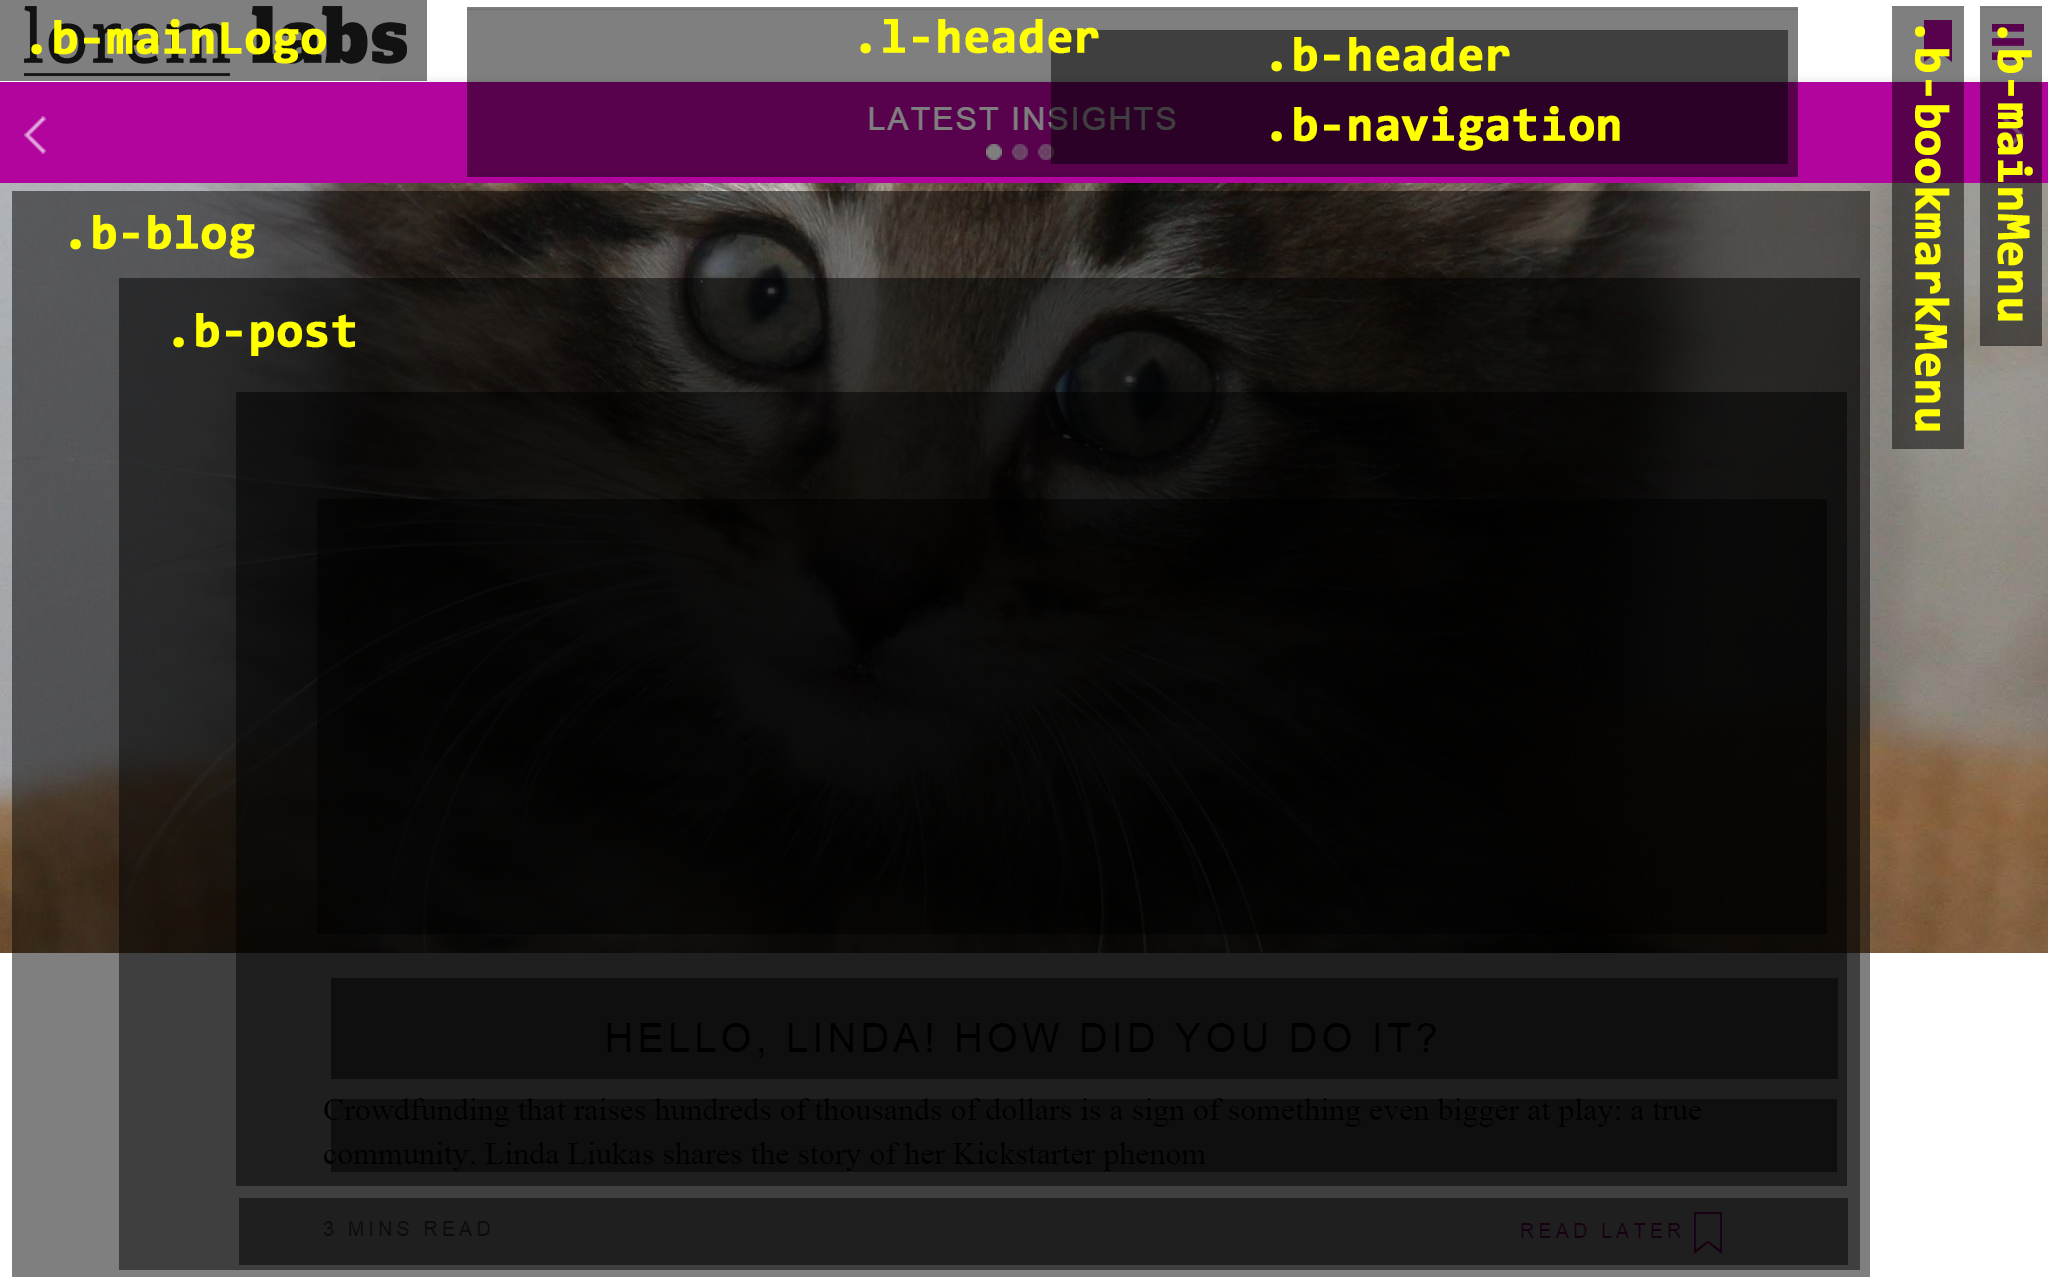 lorem labs
.b-mainLogo
.l-header
.b-header
.b-navigation
.b-bookmarkMenu
.b-mainMenu
LATEST INSIGHTS
.b-blog
.b-post
HELLO, LINDA! HOW DID YOU DO IT?
Crowdfunding that raises hundreds of thousands of dollars is a sign of something even bigger at play: a true
community. Linda Liukas shares the story of her Kickstarter phenom
3 MINS READ
READ LATER